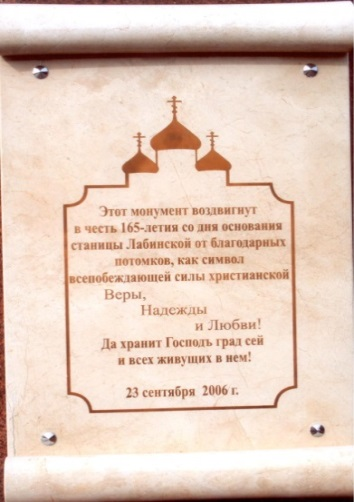 Этот монумент воздвигнут
в честь 165-летия со дня основания
станицы Лабинской от благодарных
потомков, как символ
всепобеждающей силы христианской
Веры,
Надежды
и Любви!
Да хранит Господь град сей
и всех живущих в нем!
23 сентября 2006 г.